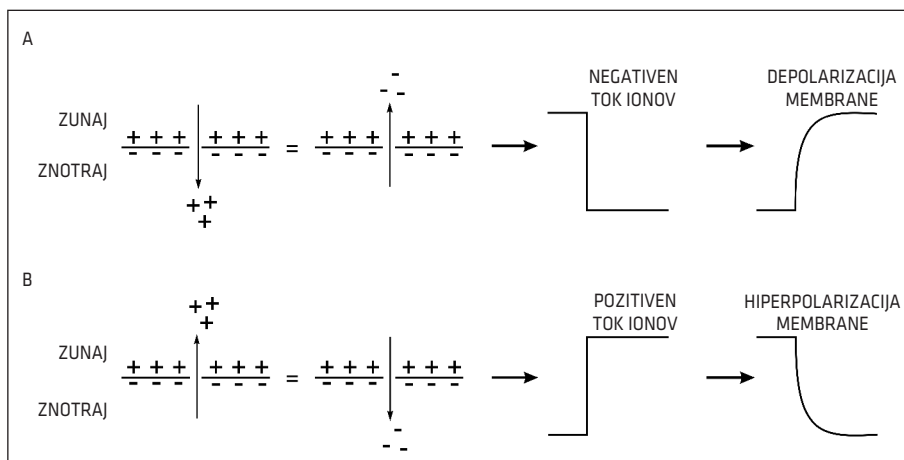 A
NEGATIVEN
TOK IONOV
DEPOLARIZACIJA
MEMBRANE
ZUNAJ
+ + + + + +
- - - - - -
=
- - -
+ + + + + +
- - - - - -
ZNOTRAJ
+ + +
B
POZITIVEN
TOK IONOV
HIPERPOLARIZACIJA
MEMBRANE
+ + +
ZUNAJ
+ + + + + +
- - - - - -
=
+ + + + + +
- - - - - -
ZNOTRAJ
- - -